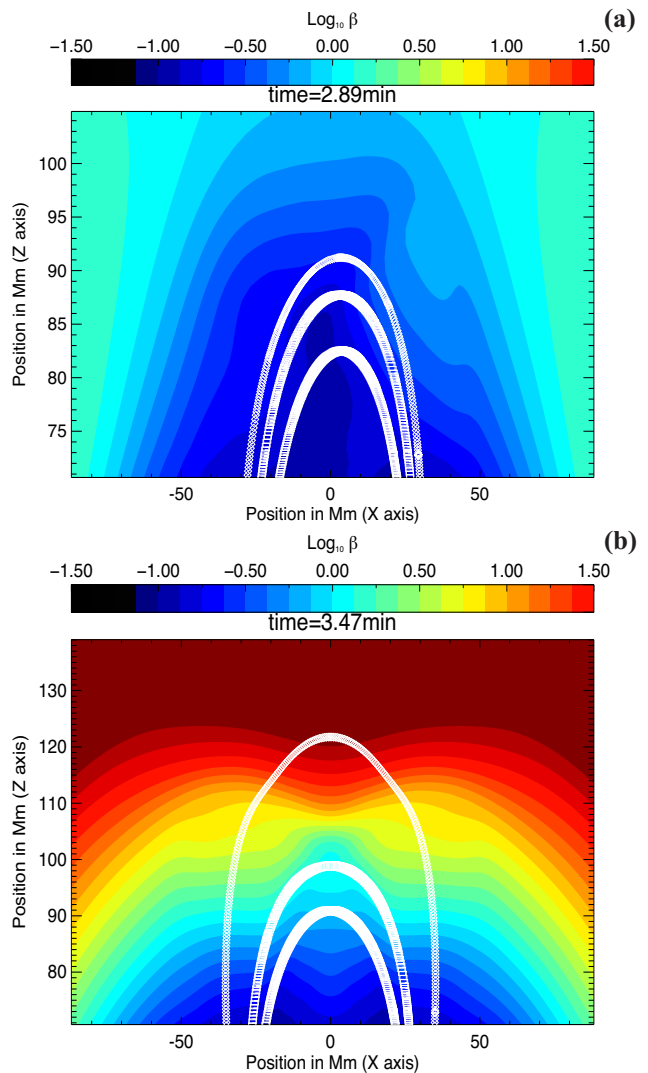 (a)
Log₁₀ β
−1.50 −1.00 −0.50 0.00 0.50 1.00 1.50
time=2.89min
Position in Mm (Z axis)
100
95
90
85
80
75
-50 0 50
Position in Mm (X axis)
(b)
Log₁₀ β
−1.50 −1.00 −0.50 0.00 0.50 1.00 1.50
time=3.47min
Position in Mm (Z axis)
130
120
110
100
90
80
-50 0 50
Position in Mm (X axis)